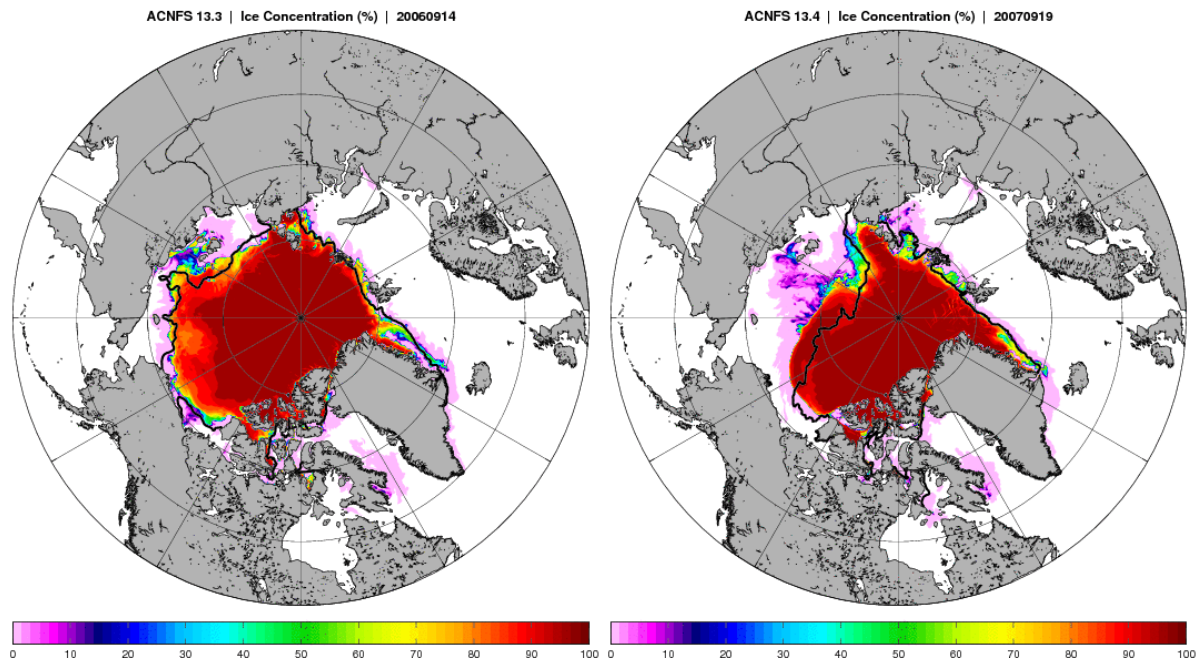 ACNFS 13.3 | Ice Concentration (%) | 20060914
ACNFS 13.4 | Ice Concentration (%) | 20070919
0 10 20 30 40 50 60 70 80 90 100
0 10 20 30 40 50 60 70 80 90 100